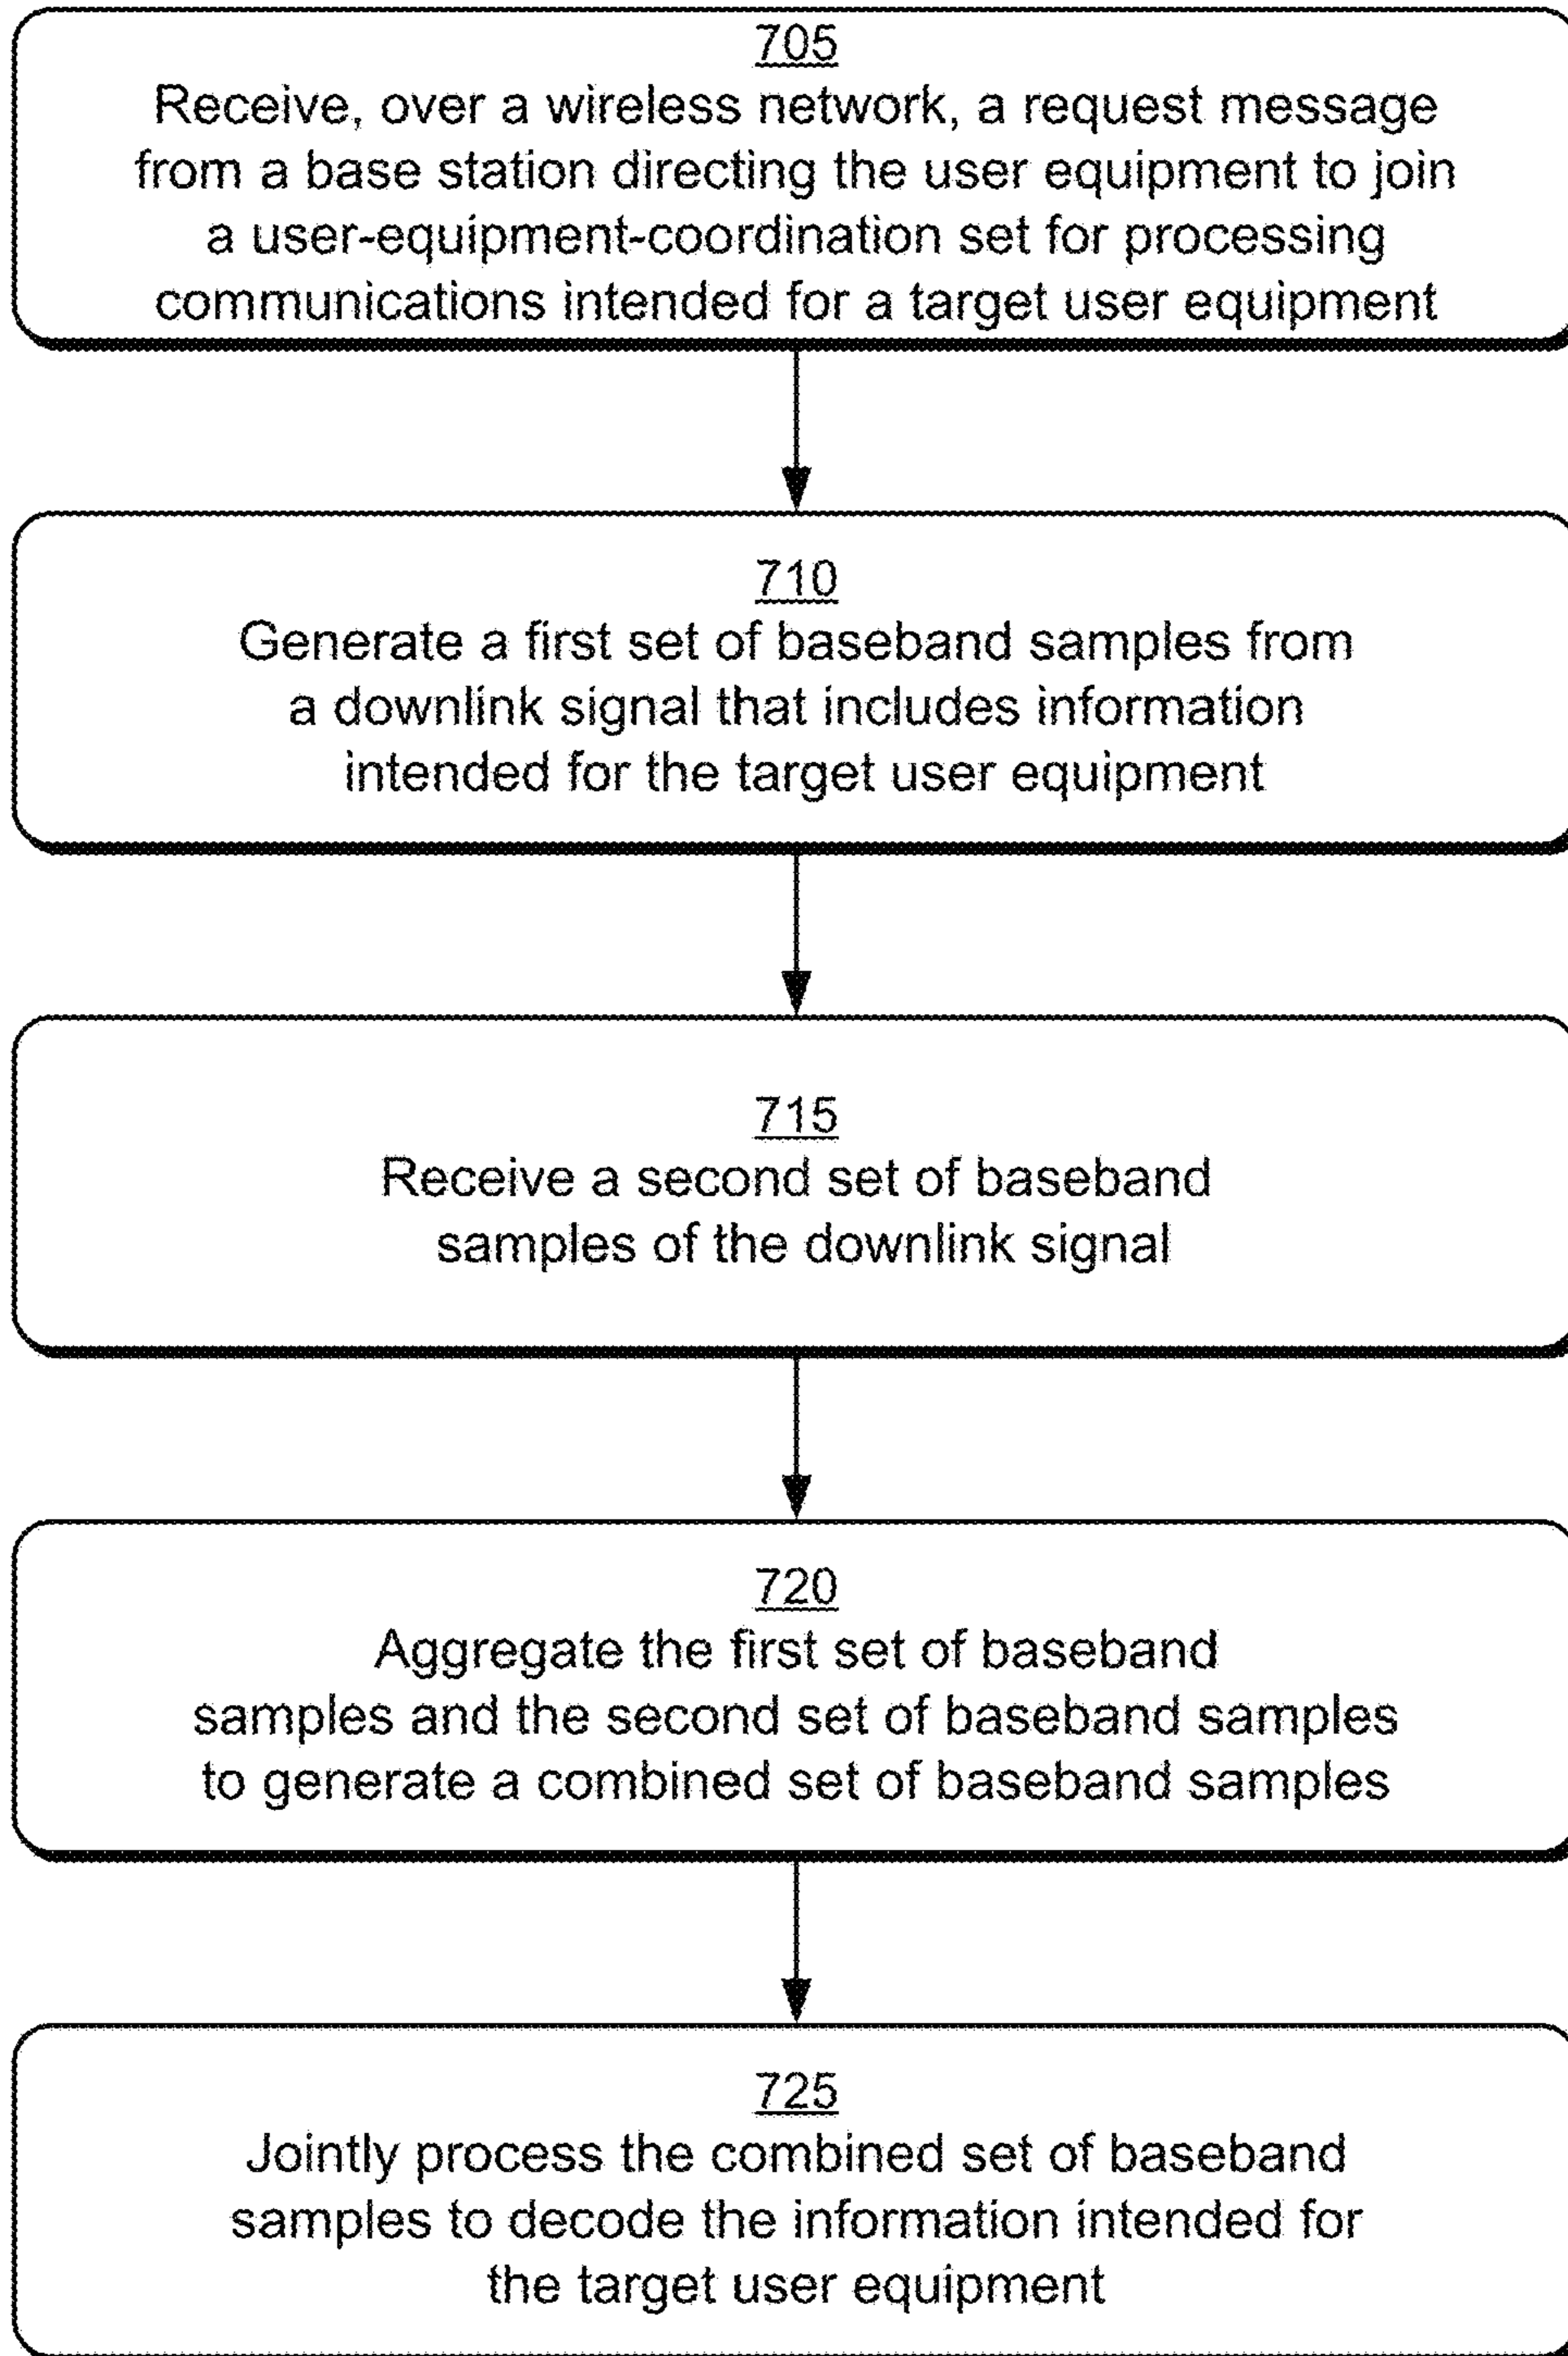 705
Receive, over a wireless network, a request message
from a base station directing the user equipment to join
a user-equipment-coordination set for processing
communications intended for a target user equipment
710
Generate a first set of baseband samples from
a downlink signal that includes information
intended for the target user equipment
715
Receive a second set of baseband
samples of the downlink signal
720
Aggregate the first set of baseband
samples and the second set of baseband samples
to generate a combined set of baseband samples
725
Jointly process the combined set of baseband
samples to decode the information intended for
the target user equipment